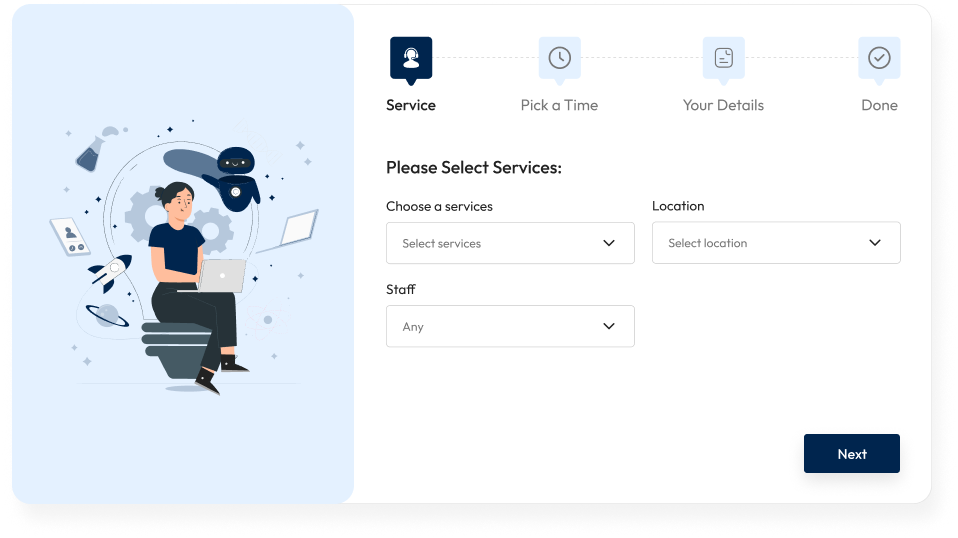 Service
Pick a Time
Your Details
Done
Please Select Services:
Choose a services
Location
Select services
Select location
Staff
Any
Next